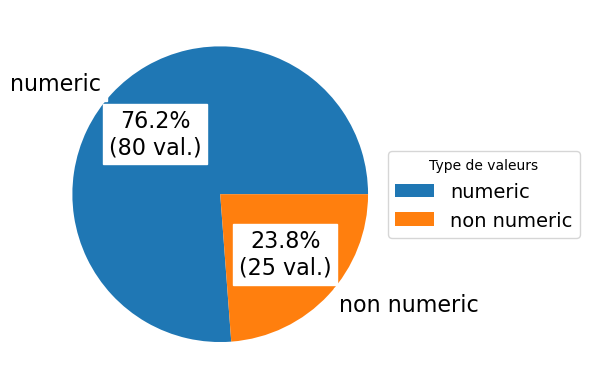 numeric
76.2%
(80 val.)
23.8%
(25 val.)
non numeric
Type de valeurs
numeric
non numeric